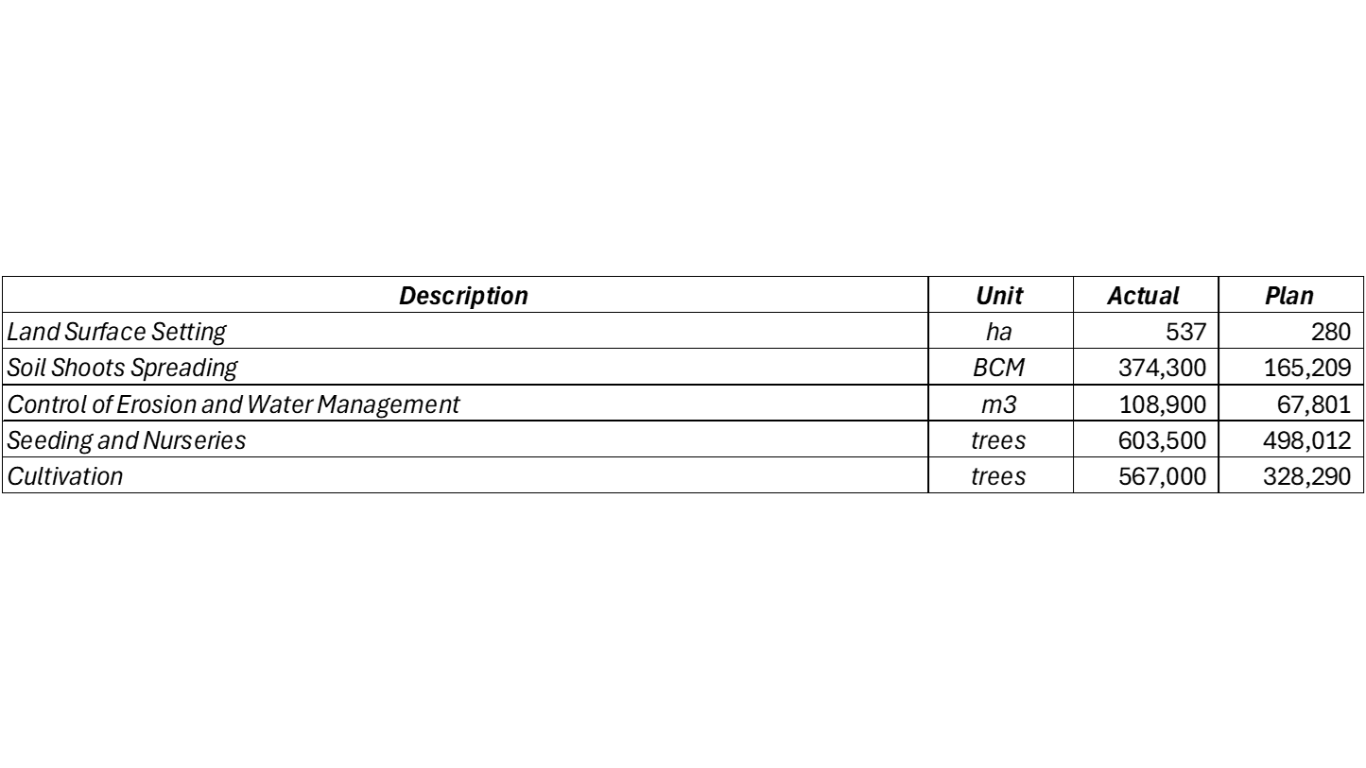 Description Unit Actual Plan
Land Surface Setting ha 537 280
Soil Shoots Spreading BCM 374,300 165,209
Control of Erosion and Water Management m3 108,900 67,801
Seeding and Nurseries trees 603,500 498,012
Cultivation trees 567,000 328,290